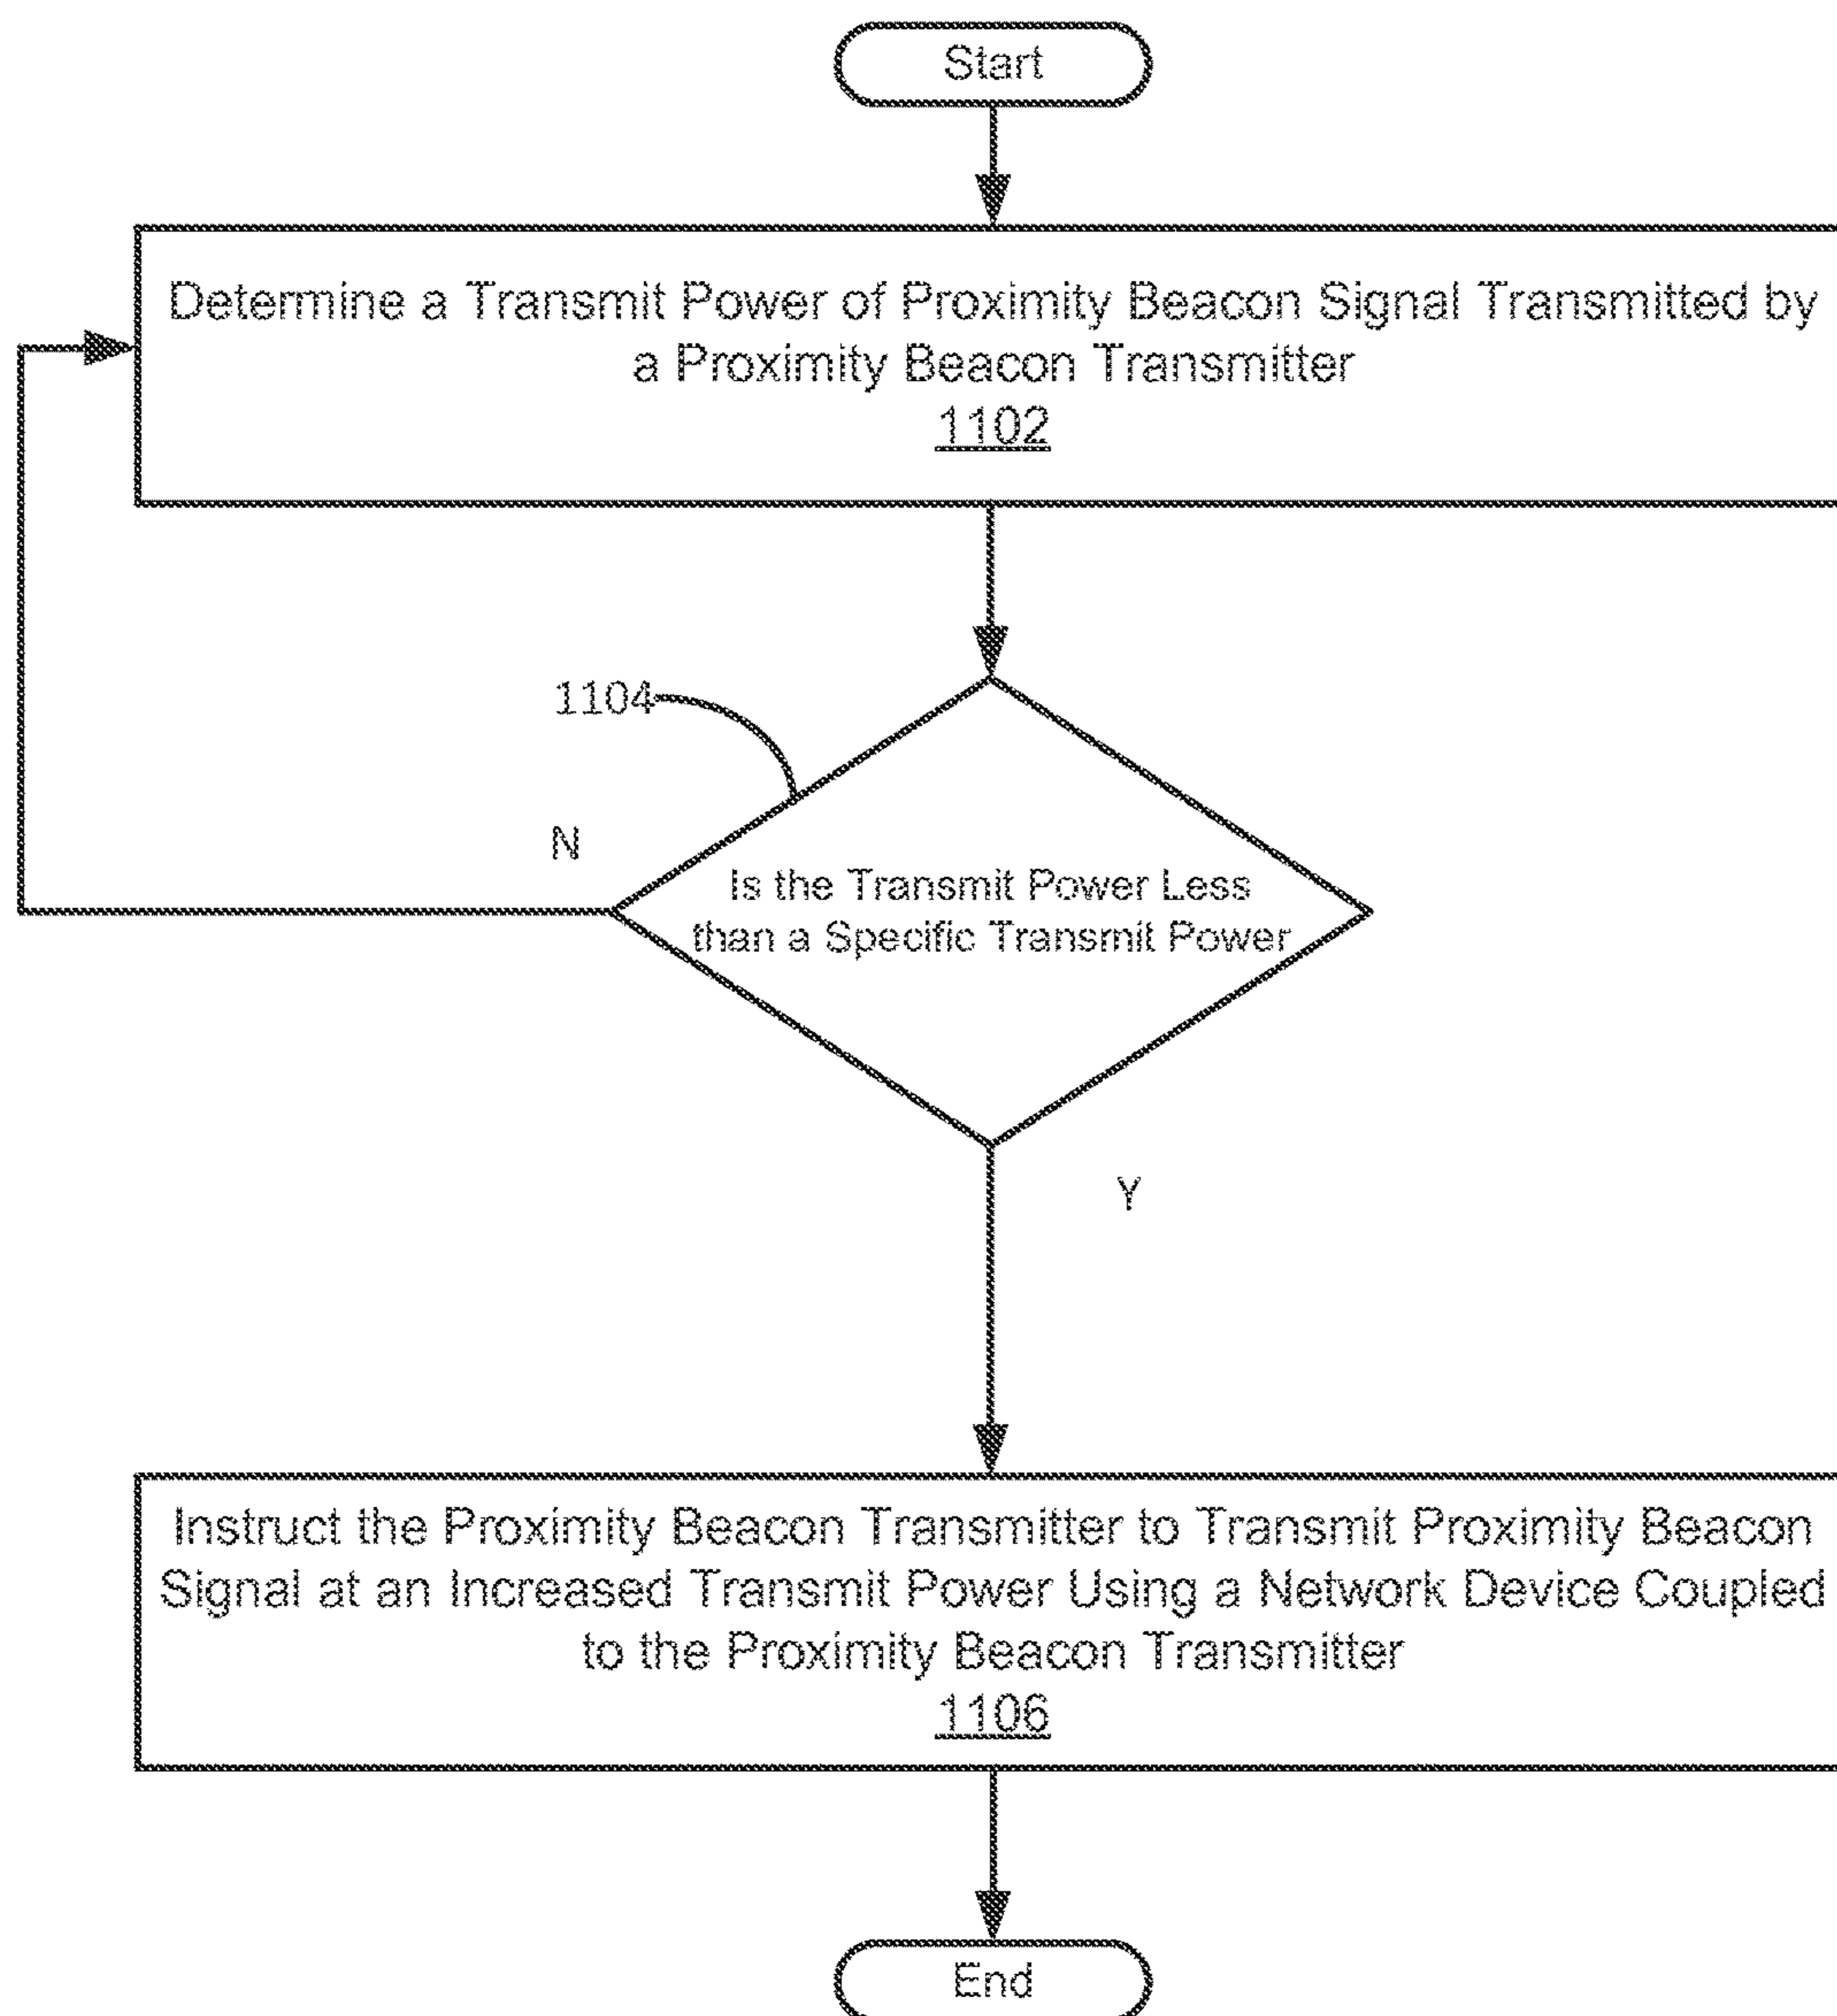 Start
Determine a Transmit Power of Proximity Beacon Signal Transmitted by
a Proximity Beacon Transmitter
1102
1104
N
Is the Transmit Power Less
than a Specific Transmit Power
Y
Instruct the Proximity Beacon Transmitter to Transmit Proximity Beacon
Signal at an Increased Transmit Power Using a Network Device Coupled
to the Proximity Beacon Transmitter
1106
End